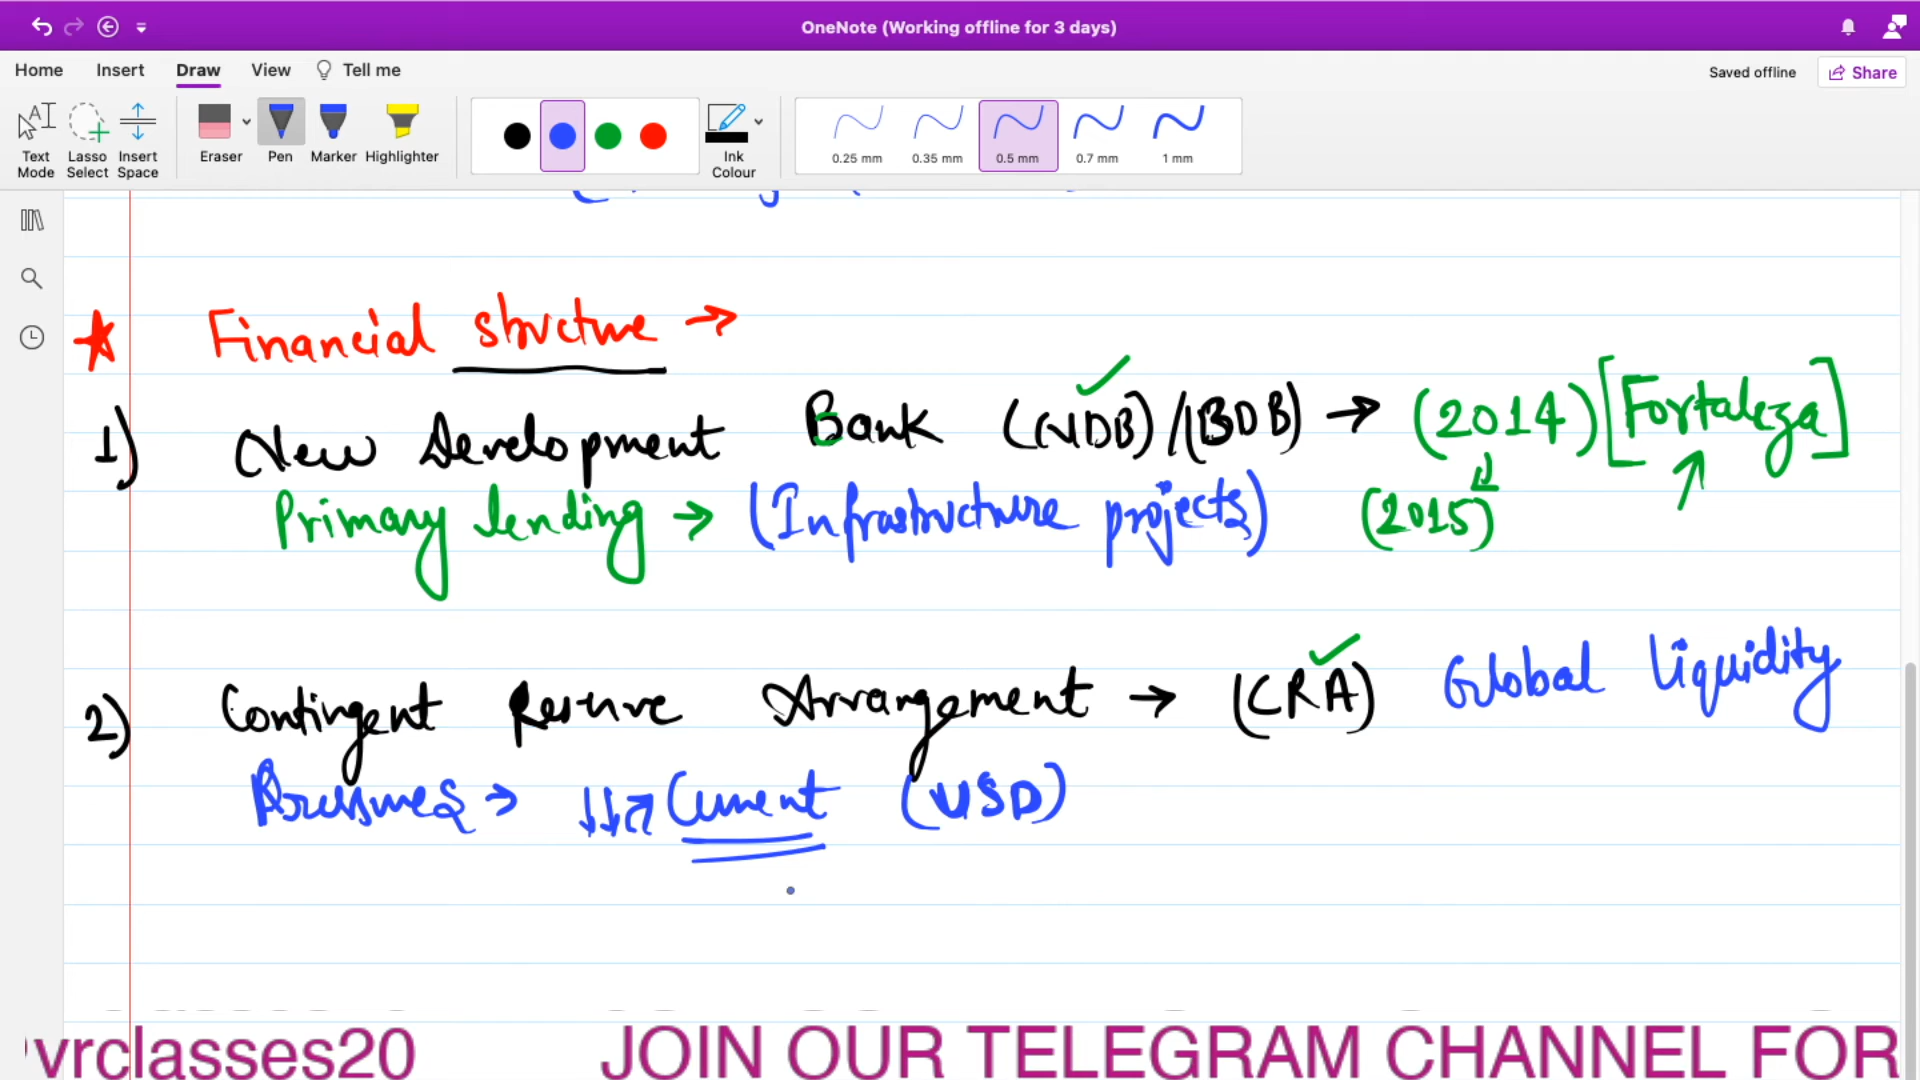 OneNote (Working offline for 3 days)
Home Insert Draw View Tell me Saved offline Share
Text Mode Lasso Select Insert Space Eraser Pen Marker Highlighter Ink Colour 0.25 mm 0.35 mm 0.5 mm 0.7 mm 1 mm
Financial structure →
1) New Development Bank (NDB)/(BDB) → (2014) [Fortaleza]
Primary lending → (Infrastructure projects) (2015)
2) Contingent Reserve Arrangement → (CRA) Global liquidity
Pressures → ↓↓ (USD)
vrclasses20 JOIN OUR TELEGRAM CHANNEL FOR